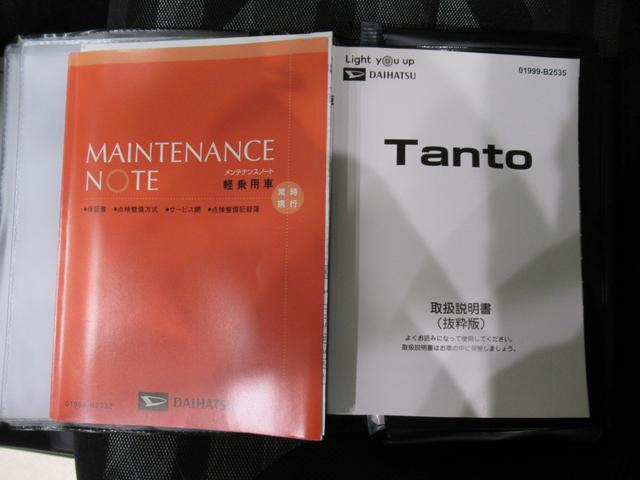 MAINTENANCE
NOTE
メンテナンスノート
軽乗用車
常時
携行
•保証書 •点検整備方式 •サービス網 •点検整備記録簿
DAIHATSU
Light you up
DAIHATSU
01999-B2535
Tanto
取扱説明書
（抜粋版）
よくお読みになって使用してください。
取扱説明書はお車の中に保管しましょう。